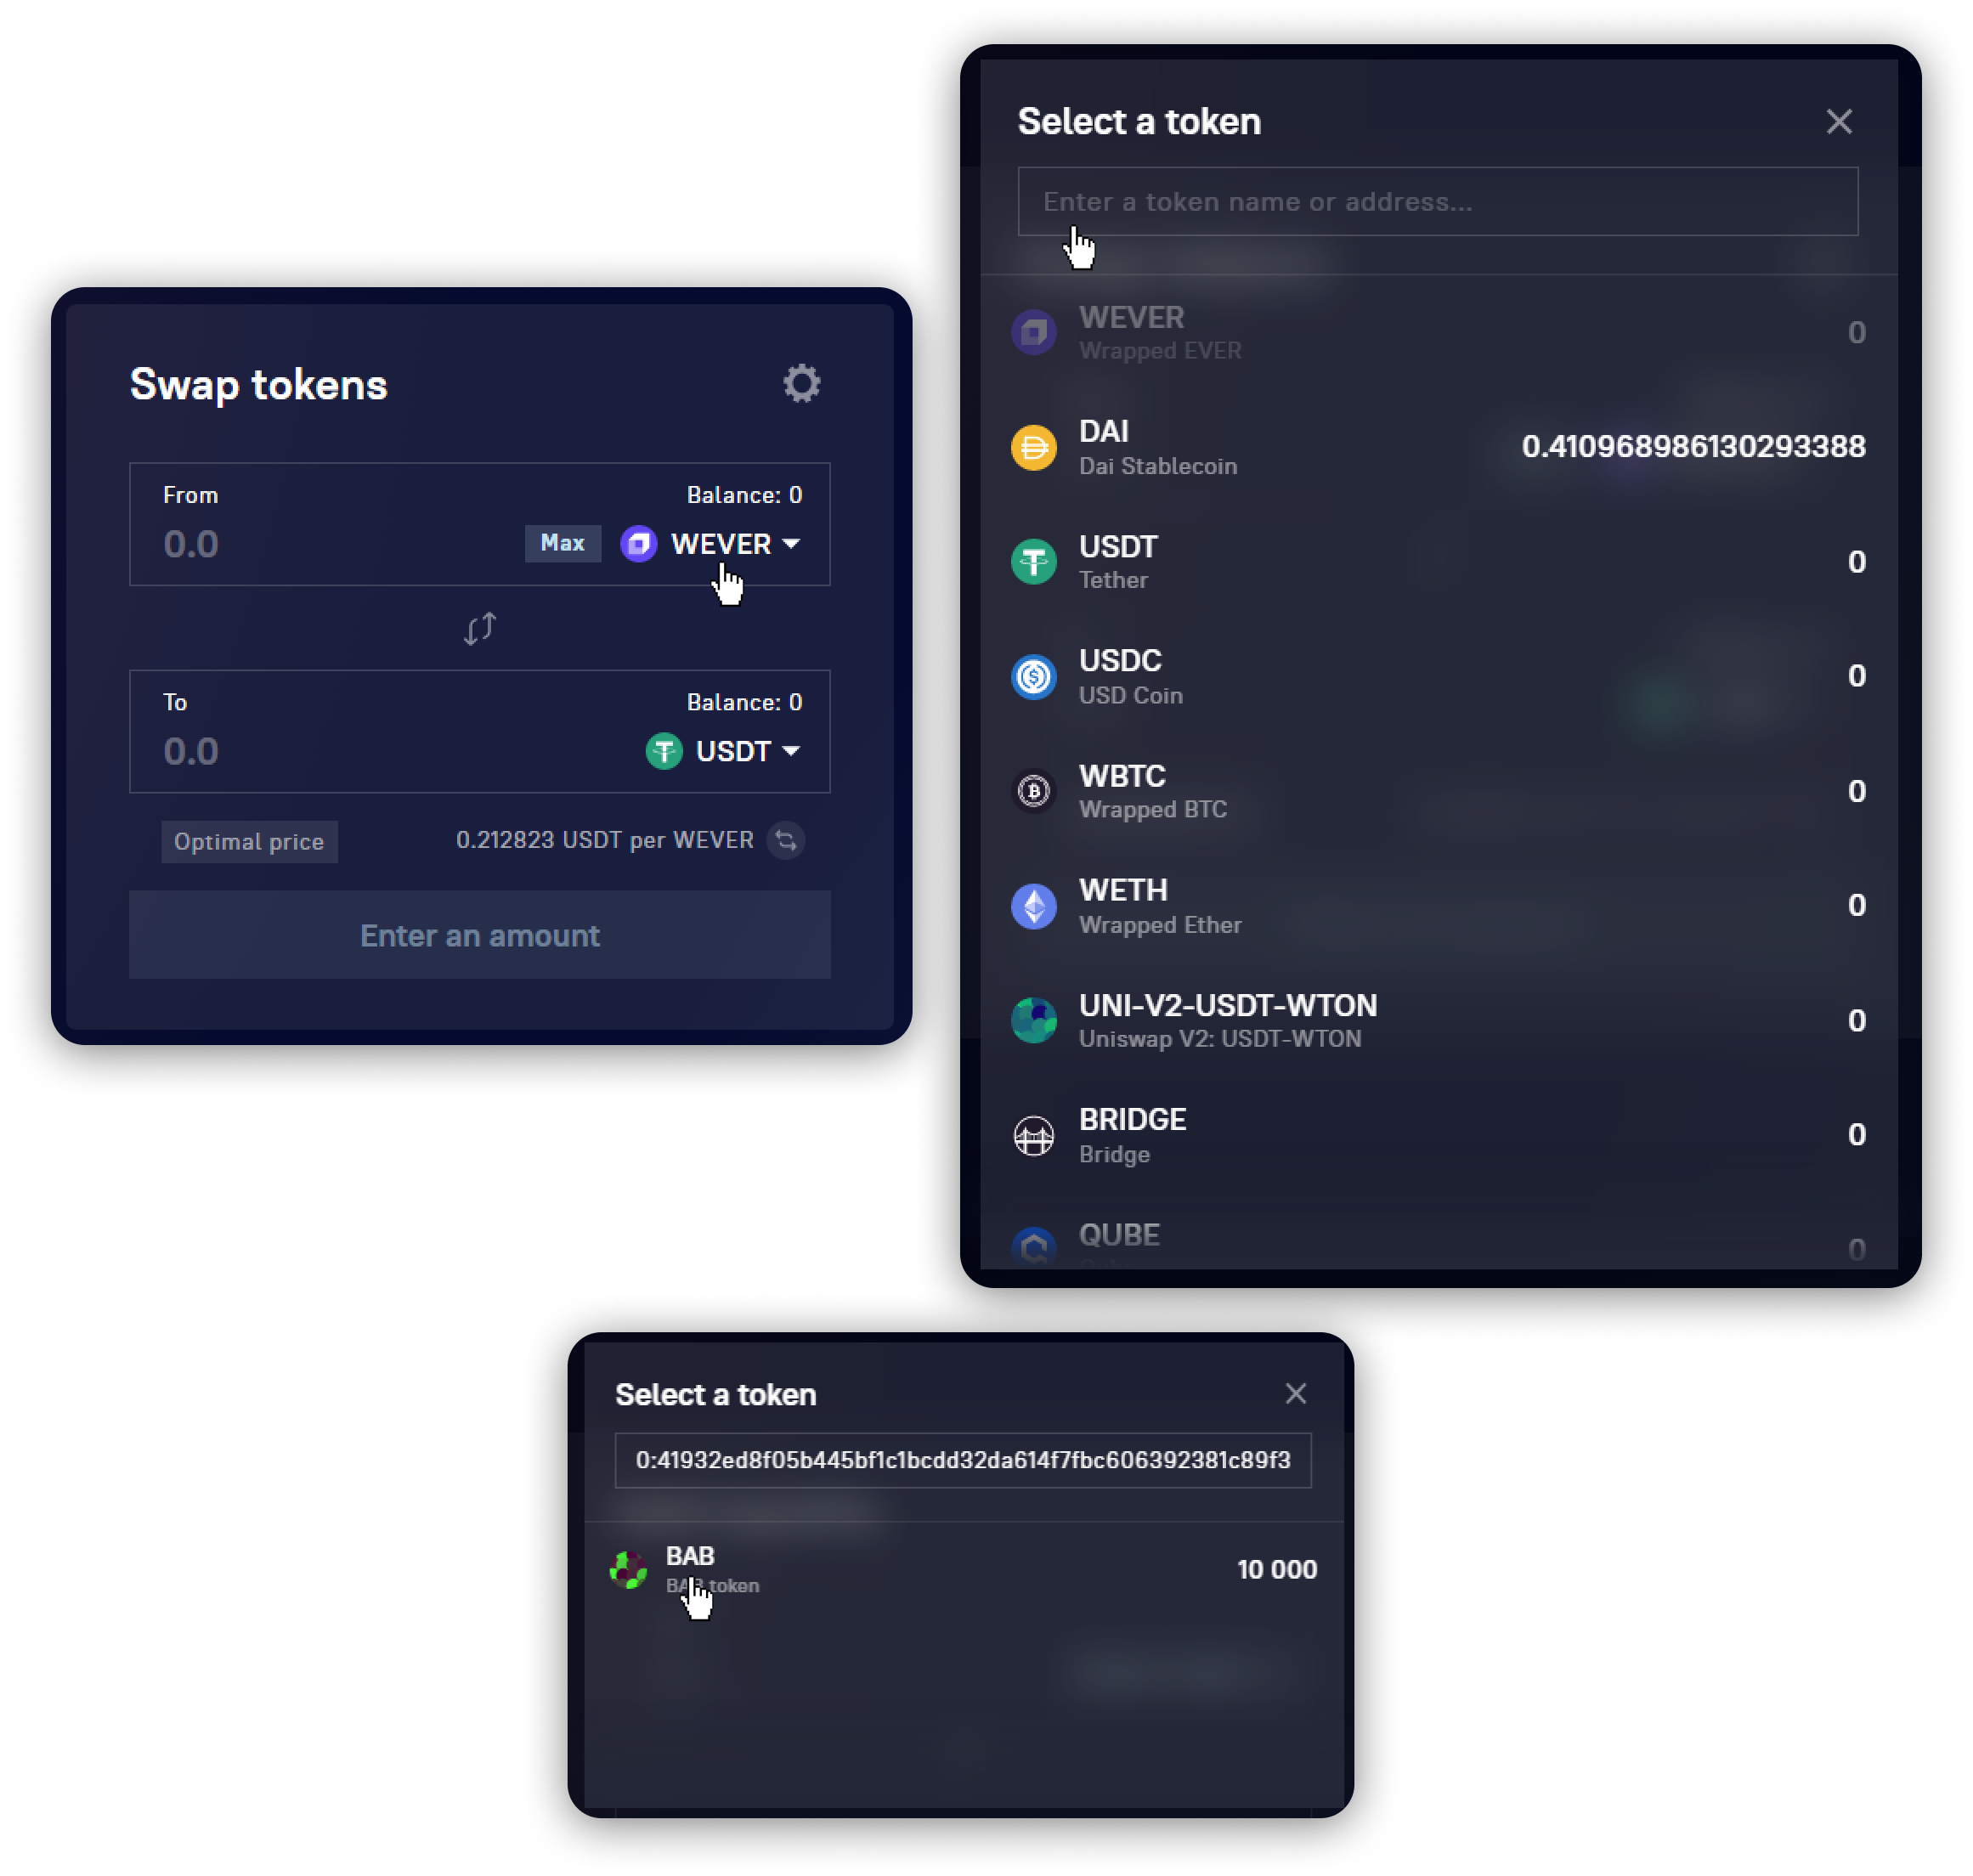 Swap tokens
From
Balance: 0
0.0
Max
WEVER
To
Balance: 0
0.0
USDT
Optimal price
0.212823 USDT per WEVER
Enter an amount
Select a token
Enter a token name or address...
WEVER
Wrapped EVER
0
DAI
Dai Stablecoin
0.410968986130293388
USDT
Tether
0
USDC
USD Coin
0
WBTC
Wrapped BTC
0
WETH
Wrapped Ether
0
UNI-V2-USDT-WTON
Uniswap V2: USDT-WTON
0
BRIDGE
Bridge
0
QUBE
0
Select a token
0:41932ed8f05b445bf1c1bcdd32da614f7fbc606392381c89f3
BAB
BAB token
10 000